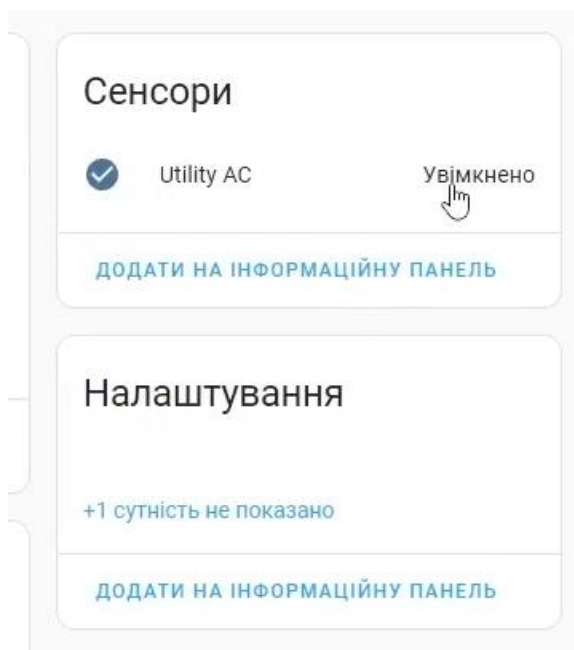 Сенсори
Utility AC Увімкнено
ДОДАТИ НА ІНФОРМАЦІЙНУ ПАНЕЛЬ
Налаштування
+1 сутність не показано
ДОДАТИ НА ІНФОРМАЦІЙНУ ПАНЕЛЬ